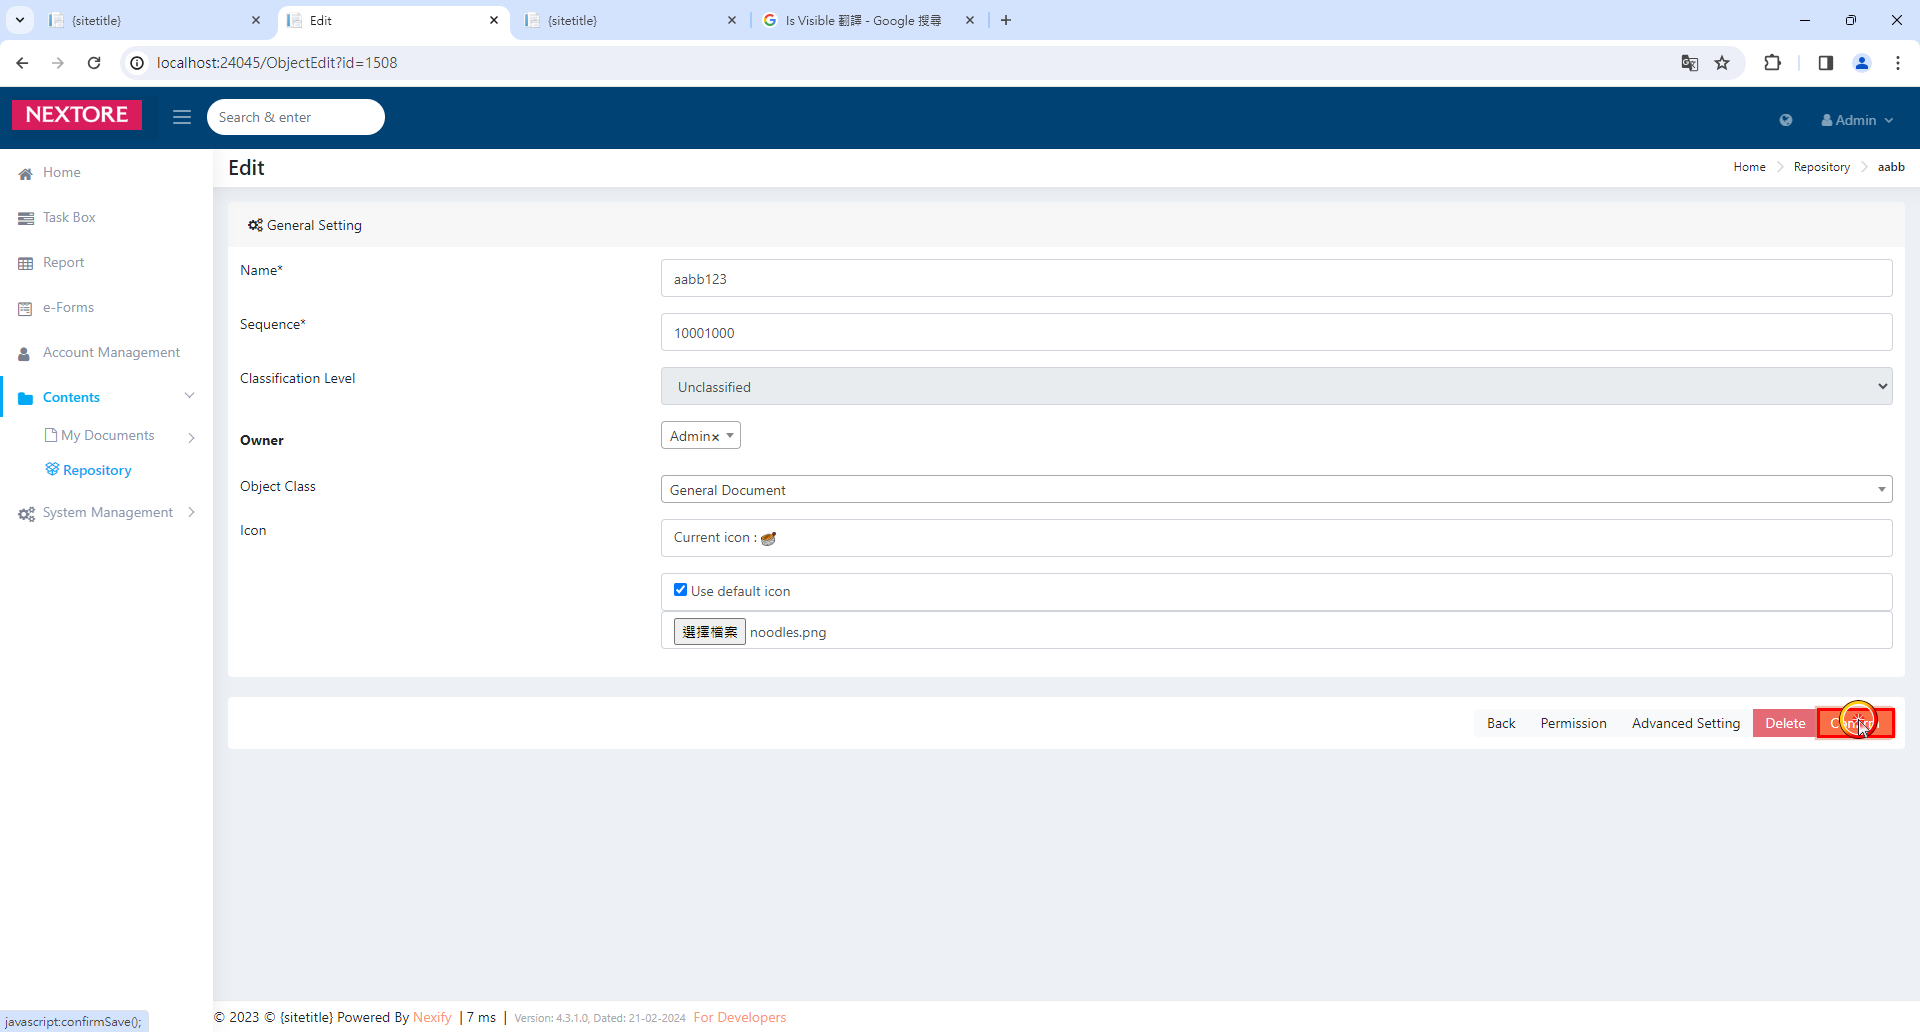 {sitetitle}
Edit
{sitetitle}
Is Visible 翻譯 - Google 搜尋
localhost:24045/ObjectEdit?id=1508
NEXTORE
Search & enter
Admin
Home
Task Box
Report
e-Forms
Account Management
Contents
My Documents
Repository
System Management
Edit
Home
Repository
aabb
General Setting
Name*
aabb123
Sequence*
10001000
Classification Level
Unclassified
Owner
Admin×
Object Class
General Document
Icon
Current icon :
Use default icon
選擇檔案 noodles.png
Back
Permission
Advanced Setting
Delete
© 2023 © {sitetitle} Powered By Nexify | 7 ms | Version: 4.3.1.0, Dated: 21-02-2024 For Developers
javascript:confirmSave();